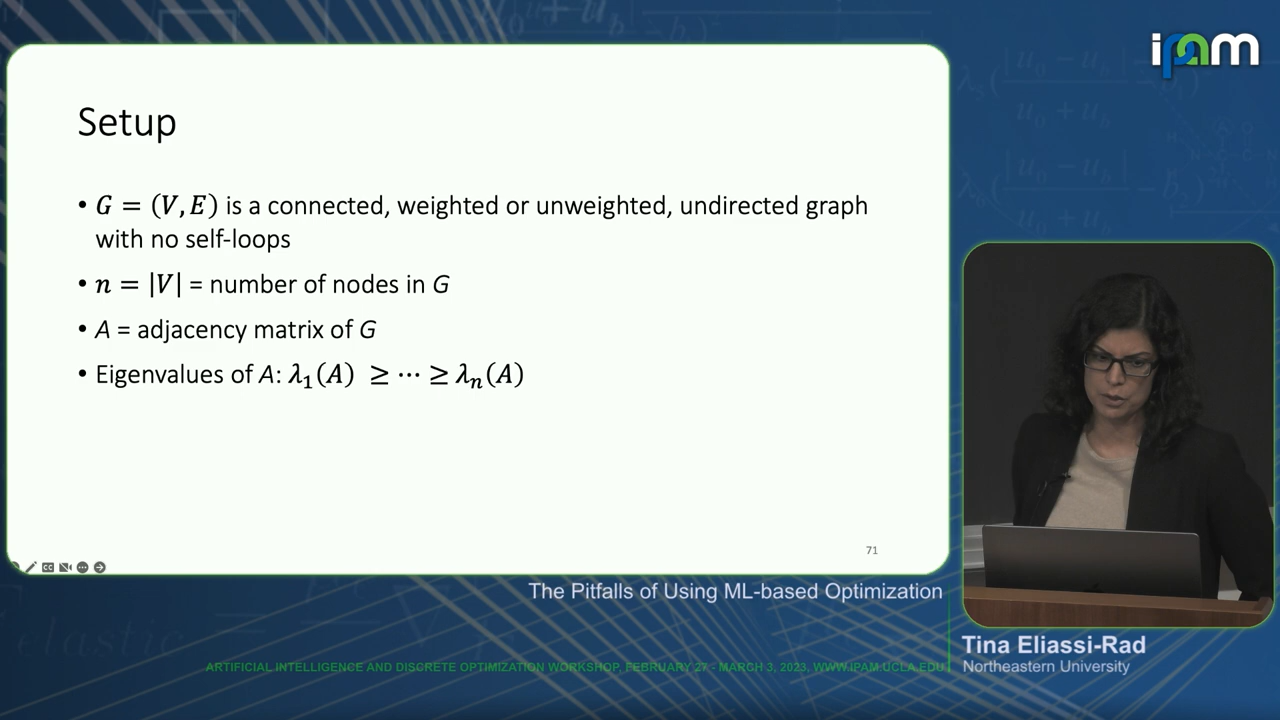 ipam
Setup
• G = (V, E) is a connected, weighted or unweighted, undirected graph
with no self-loops
• n = |V| = number of nodes in G
• A = adjacency matrix of G
• Eigenvalues of A: λ₁(A) ≥ ⋯ ≥ λₙ(A)
71
The Pitfalls of Using ML-based Optimization
Tina Eliassi-Rad
Northeastern University
ARTIFICIAL INTELLIGENCE AND DISCRETE OPTIMIZATION WORKSHOP, FEBRUARY 27 - MARCH 3, 2023, WWW.IPAM.UCLA.EDU
elastic